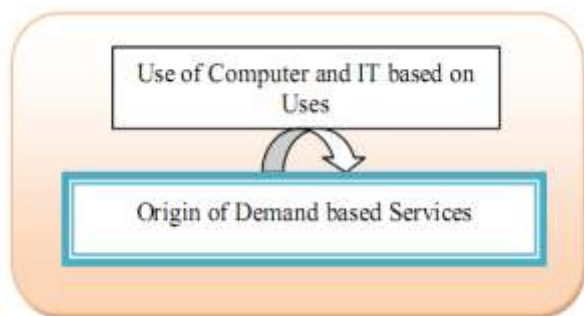 Use of Computer and IT based on
Uses
Origin of Demand based Services